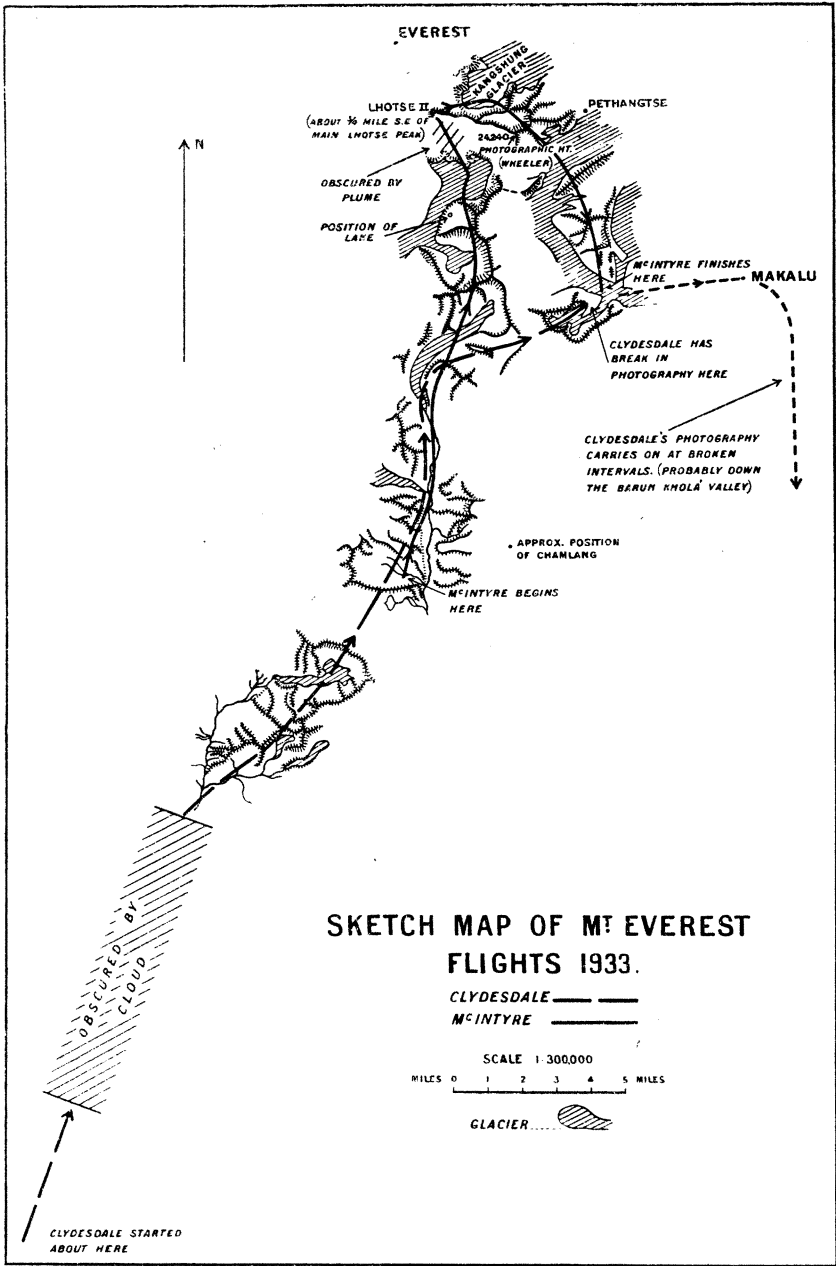 EVEREST
KANGSHUNG
GLACIER
LHOTSE II
(ABOUT ¾ MILE S.E OF
MAIN LHOTSE PEAK)
PETHANGTSE
24240
PHOTOGRAPHIC HT.
(WHEELER)
N
OBSCURED BY
PLUME
POSITION OF
LAKE
McINTYRE FINISHES
HERE
MAKALU
CLYDESDALE HAS
BREAK IN
PHOTOGRAPHY HERE
CLYDESDALE'S PHOTOGRAPHY
CARRIES ON AT BROKEN
INTERVALS. (PROBABLY DOWN
THE BARUM KHOLA VALLEY)
APPROX. POSITION
OF CHAMLANG
McINTYRE BEGINS
HERE
OBSCURED BY
CLOUD
SKETCH MAP OF MT EVEREST
FLIGHTS 1933.
CLYDESDALE
McINTYRE
SCALE 1:300,000
MILES 0 1 2 3 4 5 MILES
GLACIER
CLYDESDALE STARTED
ABOUT HERE